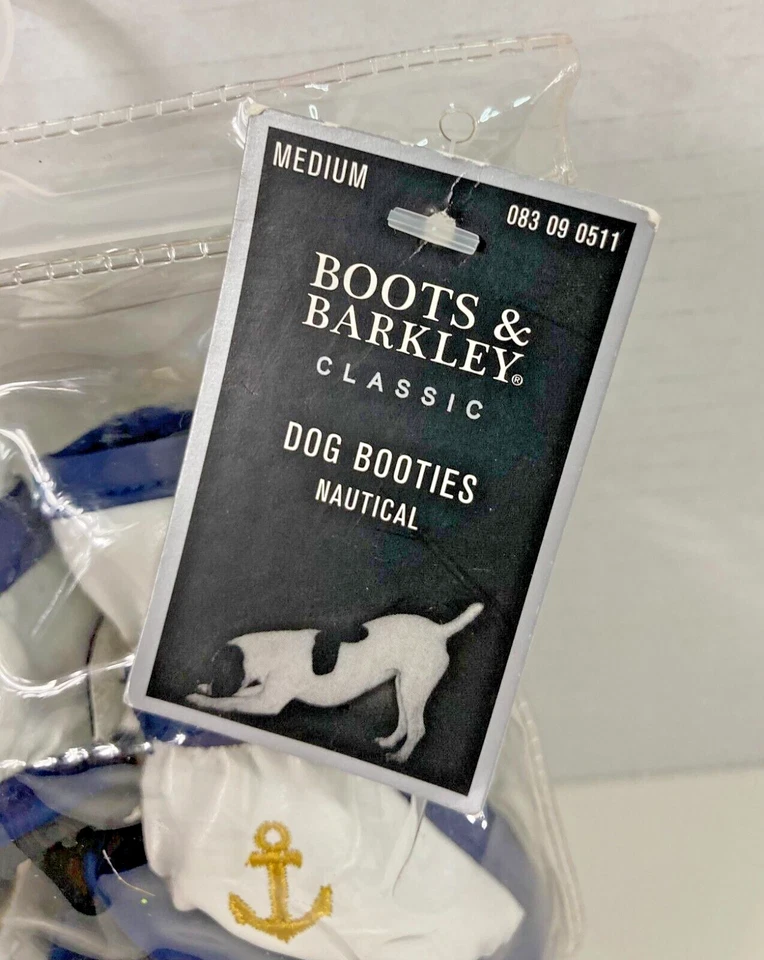 MEDIUM
083 09 0511
BOOTS &
BARKLEY®
CLASSIC
DOG BOOTIES
NAUTICAL